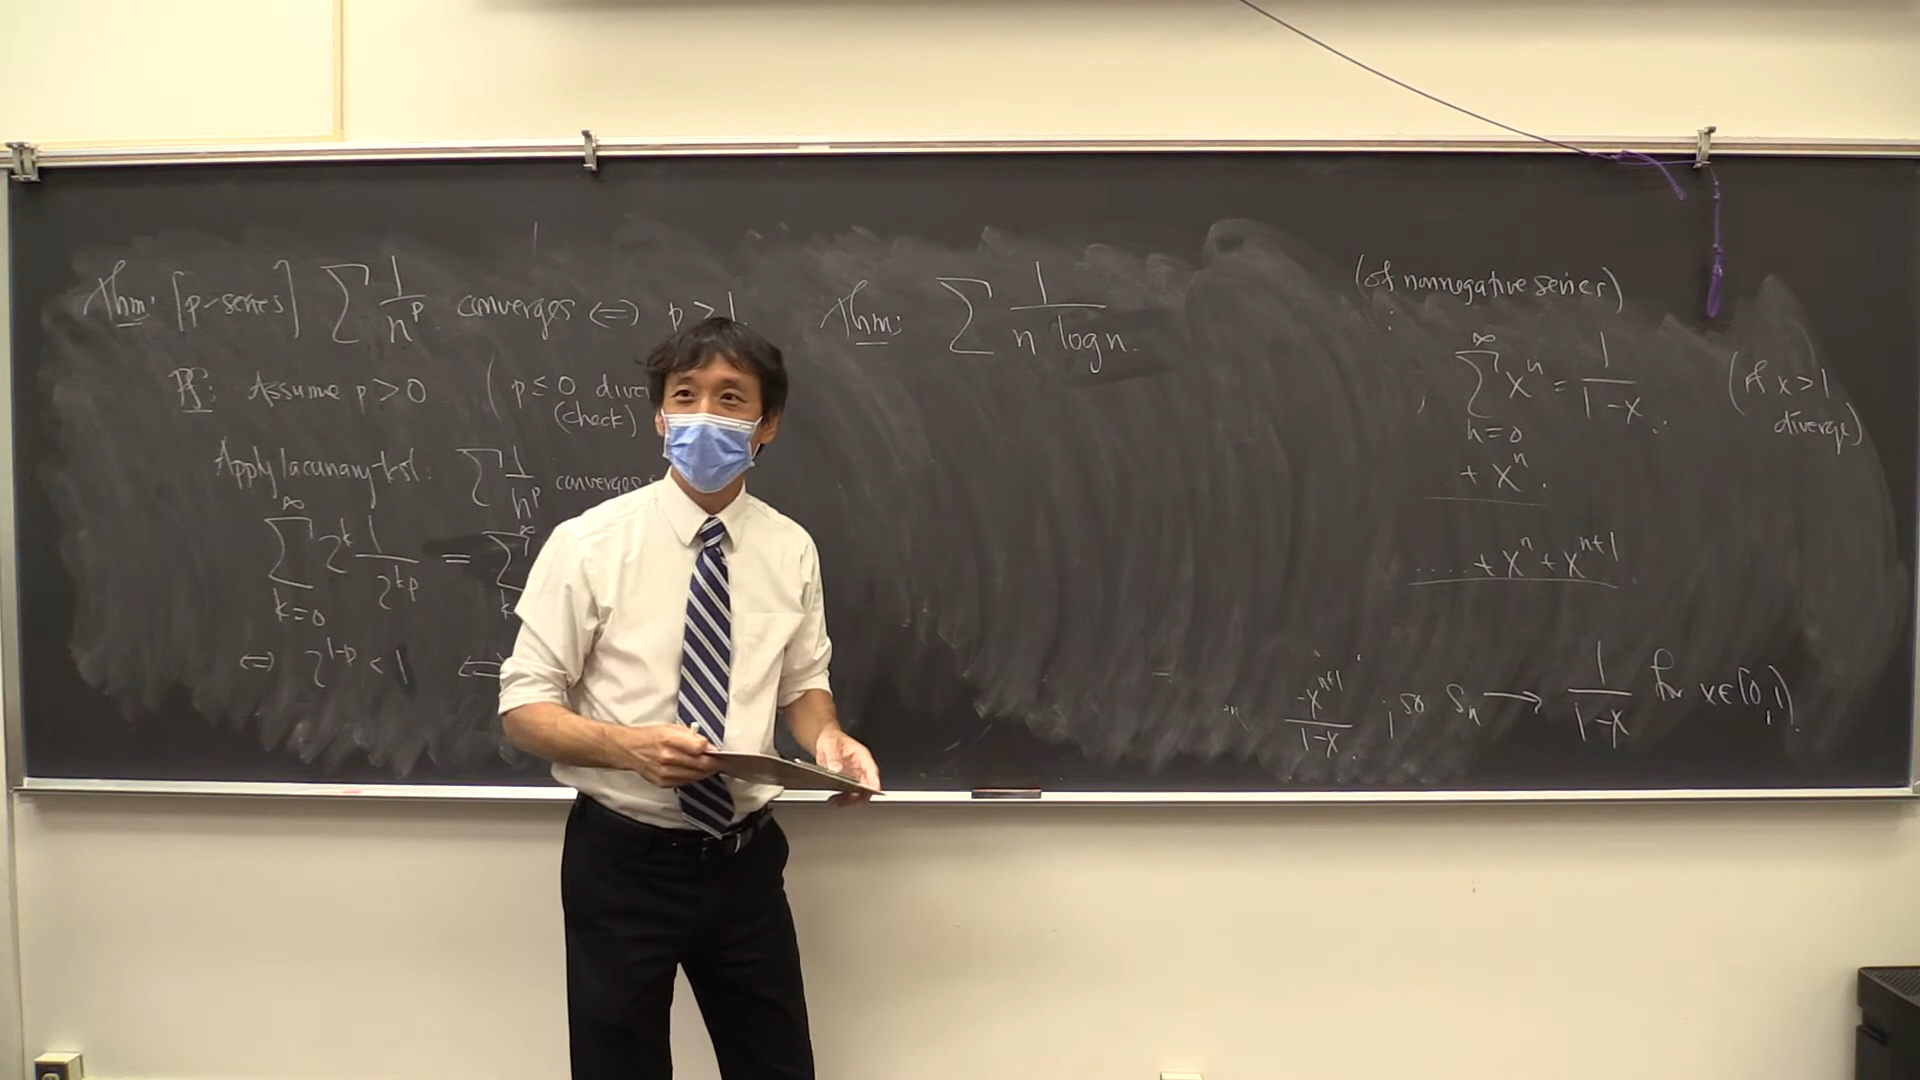 Thm: [p-series] ∑ 1/n^p converges ⟺ p > 1
Pf: Assume p > 0 (p ≤ 0 dive
(check)
Apply lacunary test: ∑ 1/n^p converges
∑_{k=0}^∞ 2^k 1/2^{kp} = ∑^∞
⟺ 2^{1-p} < 1 ⟺
Thm: ∑ 1/(n log n).
(of nonnegative series)
; ∑_{n=0}^∞ x^n = 1/(1-x). (if x > 1
diverge)
+ x^n.
.....+ x^n + x^{n+1}
-x^{n+1}/(1-x) ; so S_n → 1/(1-x) for x∈[0,1).